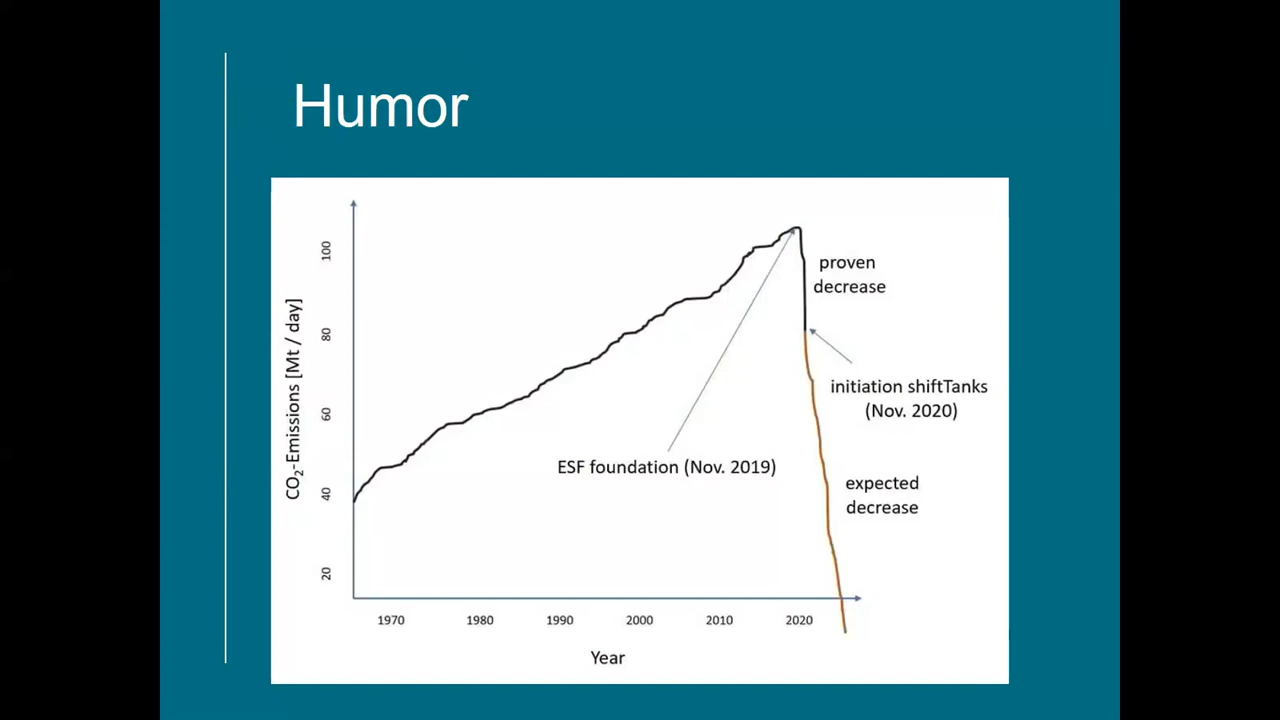 Humor
CO₂-Emissions [Mt / day]
100
80
60
40
20
proven
decrease
initiation shiftTanks
(Nov. 2020)
ESF foundation (Nov. 2019)
expected
decrease
1970 1980 1990 2000 2010 2020
Year